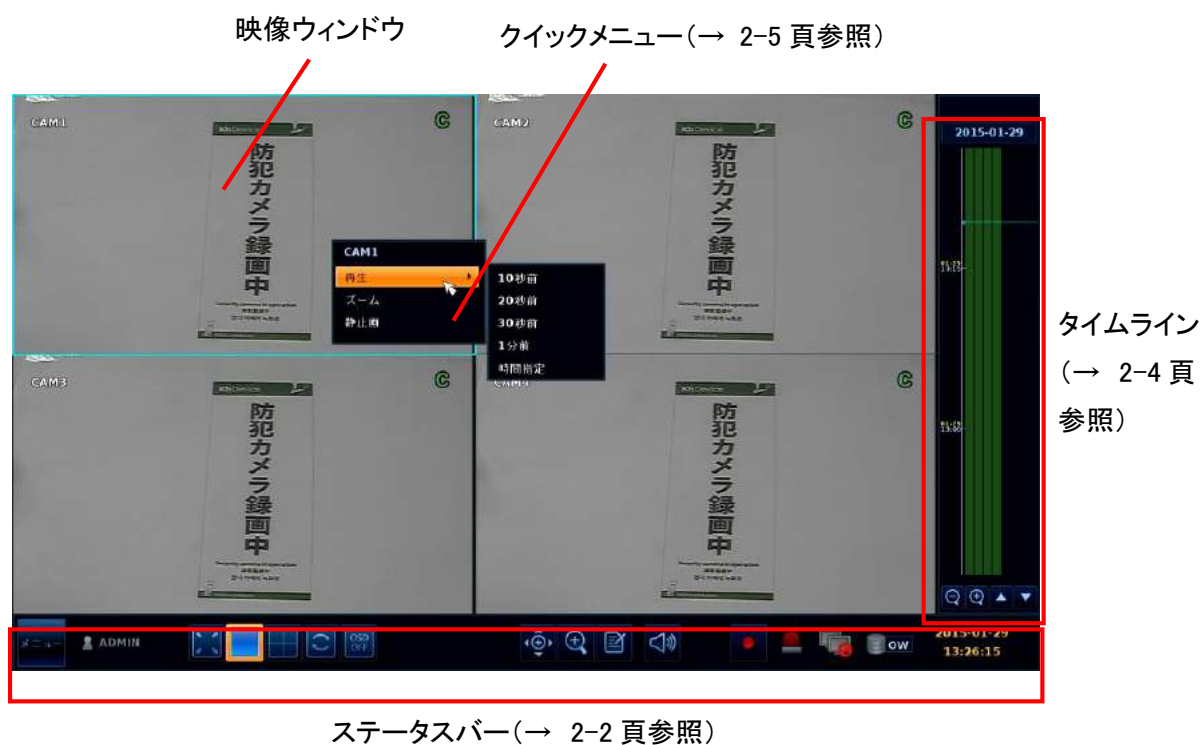 映像ウィンドウ
クイックメニュー(→ 2-5 頁参照)
CAM1
C
CAM2
C
2015-01-29
防犯カメラ録画中
防犯カメラ録画中
CAM1
再生
ズーム
静止画
10秒前
20秒前
30秒前
1分前
時間指定
タイムライン
(→ 2-4 頁
参照)
CAM3
C
C
防犯カメラ録画中
防犯カメラ録画中
メニュー
ADMIN
OSD
OFF
OW
2015-01-29
13:26:15
ステータスバー(→ 2-2 頁参照)